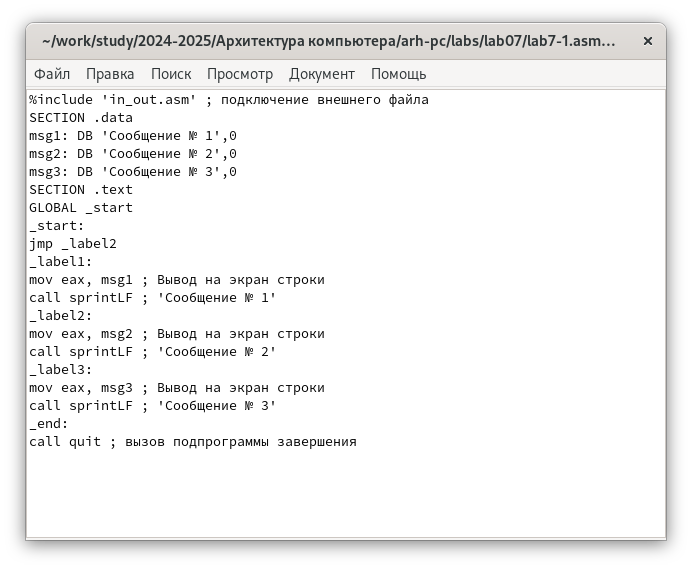 ~/work/study/2024-2025/Архитектура компьютера/arh-pc/labs/lab07/lab7-1.asm...
Файл Правка Поиск Просмотр Документ Помощь
%include 'in_out.asm' ; подключение внешнего файла
SECTION .data
msg1: DB 'Сообщение № 1',0
msg2: DB 'Сообщение № 2',0
msg3: DB 'Сообщение № 3',0
SECTION .text
GLOBAL _start
_start:
jmp _label2
_label1:
mov eax, msg1 ; Вывод на экран строки
call sprintLF ; 'Сообщение № 1'
_label2:
mov eax, msg2 ; Вывод на экран строки
call sprintLF ; 'Сообщение № 2'
_label3:
mov eax, msg3 ; Вывод на экран строки
call sprintLF ; 'Сообщение № 3'
_end:
call quit ; вызов подпрограммы завершения